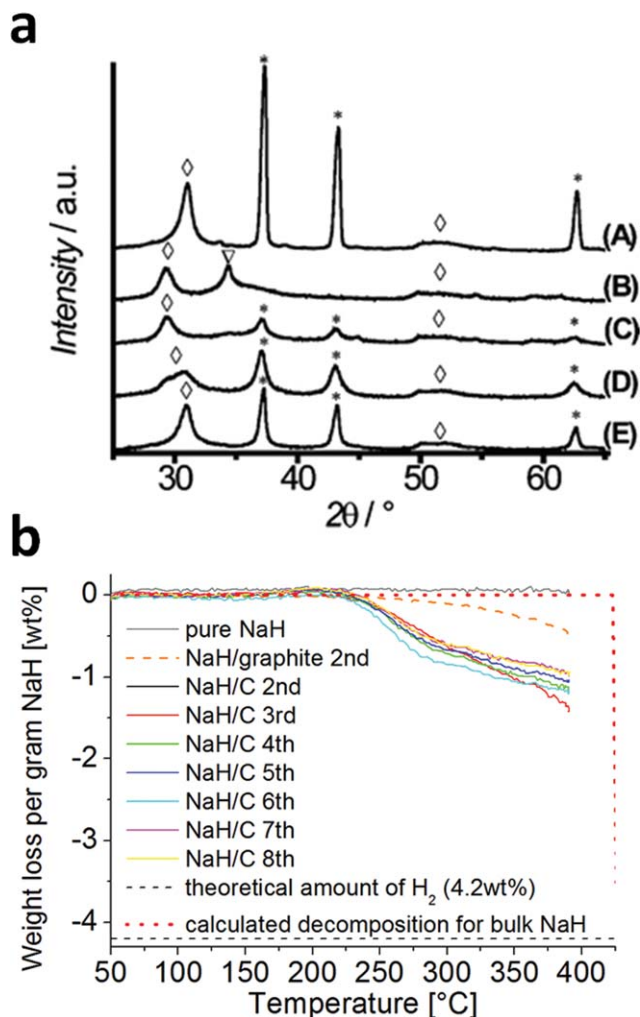 a
◊ * * ◊ * (A)
◊ ▽ ◊ (B)
◊ * * ◊ * (C)
◊ * * ◊ * (D)
◊ * * ◊ * (E)
Intensity / a.u.
30 40 50 60
2θ / °
b
0
-1
-2
-3
-4
Weight loss per gram NaH [wt%]
pure NaH
NaH/graphite 2nd
NaH/C 2nd
NaH/C 3rd
NaH/C 4th
NaH/C 5th
NaH/C 6th
NaH/C 7th
NaH/C 8th
theoretical amount of H₂ (4.2wt%)
calculated decomposition for bulk NaH
50 100 150 200 250 300 350 400
Temperature [°C]